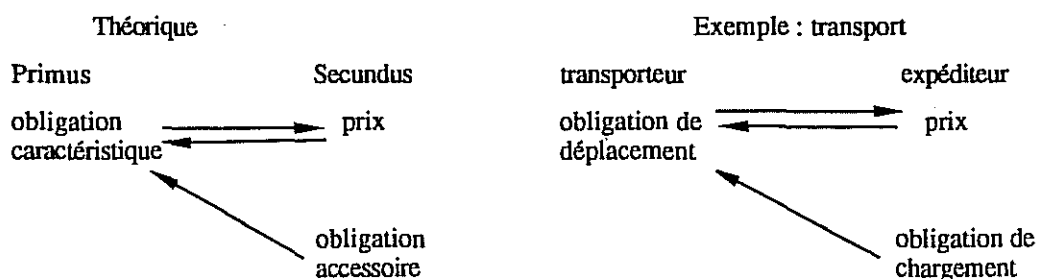 Théorique
Exemple : transport
Primus
Secundus
transporteur
expéditeur
obligation
caractéristique
prix
obligation de
déplacement
prix
obligation
accessoire
obligation de
chargement